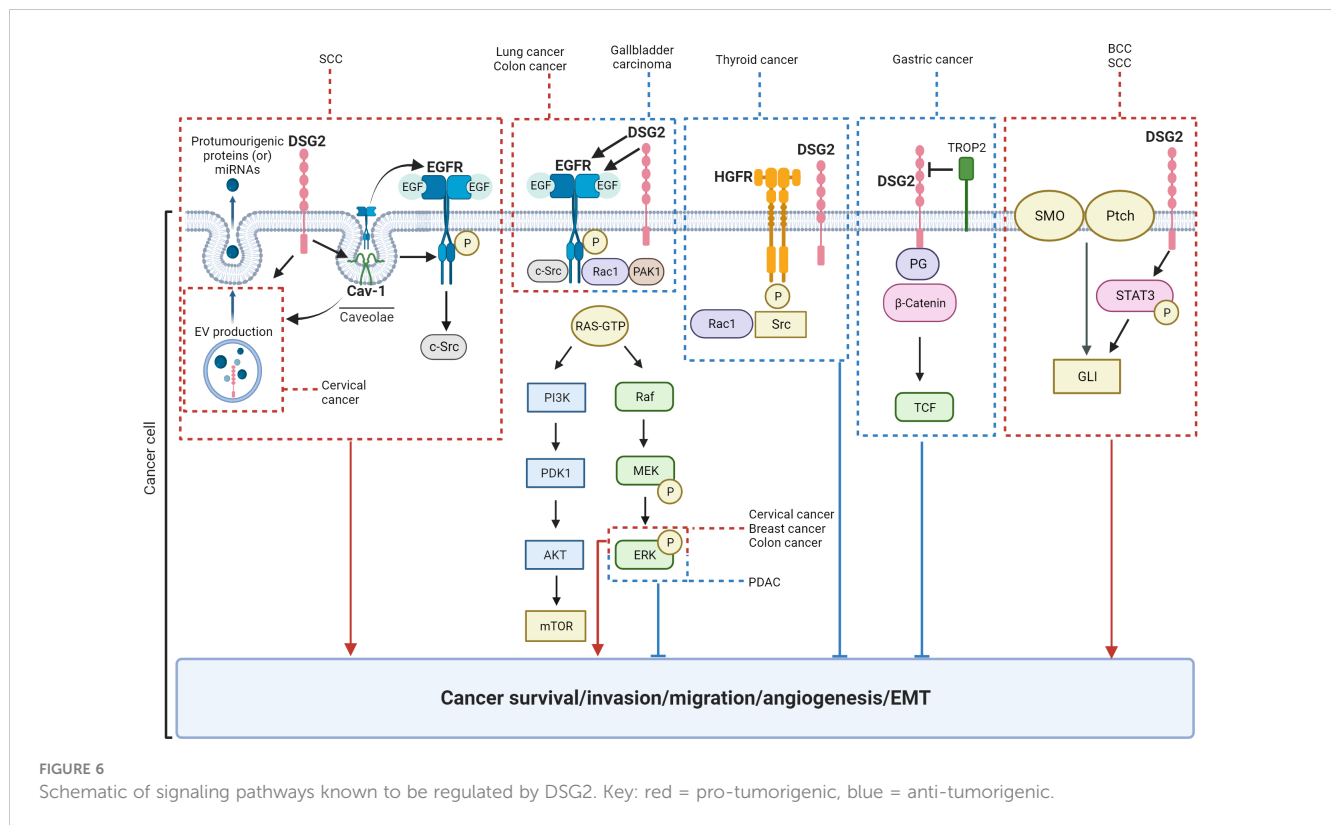 SCC
Lung cancer
Colon cancer
Gallbladder
carcinoma
Thyroid cancer
Gastric cancer
BCC
SCC
Protumourigenic
proteins (or)
miRNAs
DSG2
EGFR
EGF
EGF
P
Cav-1
Caveolae
c-Src
EV production
Cervical
cancer
DSG2
EGFR
EGF
EGF
P
c-Src
Rac1
PAK1
RAS-GTP
PI3K
Raf
PDK1
MEK
P
AKT
ERK
P
mTOR
Cervical cancer
Breast cancer
Colon cancer
PDAC
DSG2
HGFR
P
Rac1
Src
TROP2
DSG2
PG
β-Catenin
TCF
DSG2
SMO
Ptch
STAT3
P
GLI
Cancer cell
Cancer survival/invasion/migration/angiogenesis/EMT
FIGURE 6
Schematic of signaling pathways known to be regulated by DSG2. Key: red = pro-tumorigenic, blue = anti-tumorigenic.